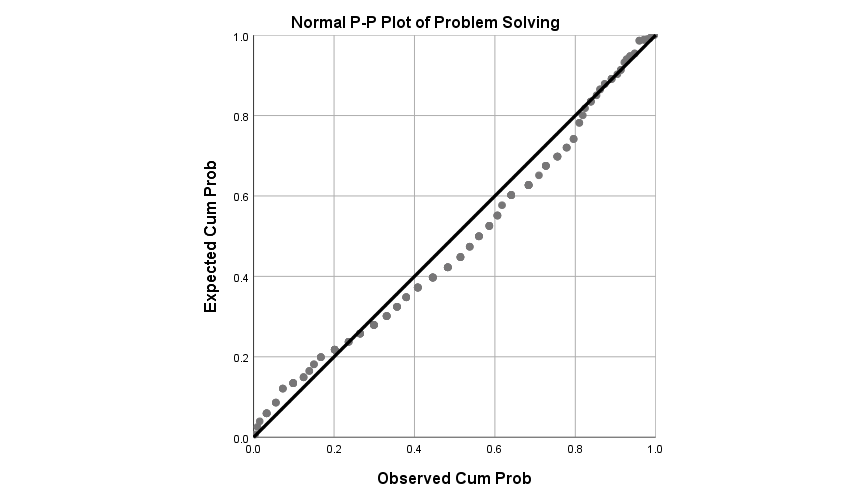 Normal P-P Plot of Problem Solving
1.0
0.8
0.6
0.4
0.2
0.0
Expected Cum Prob
0.0 0.2 0.4 0.6 0.8 1.0
Observed Cum Prob